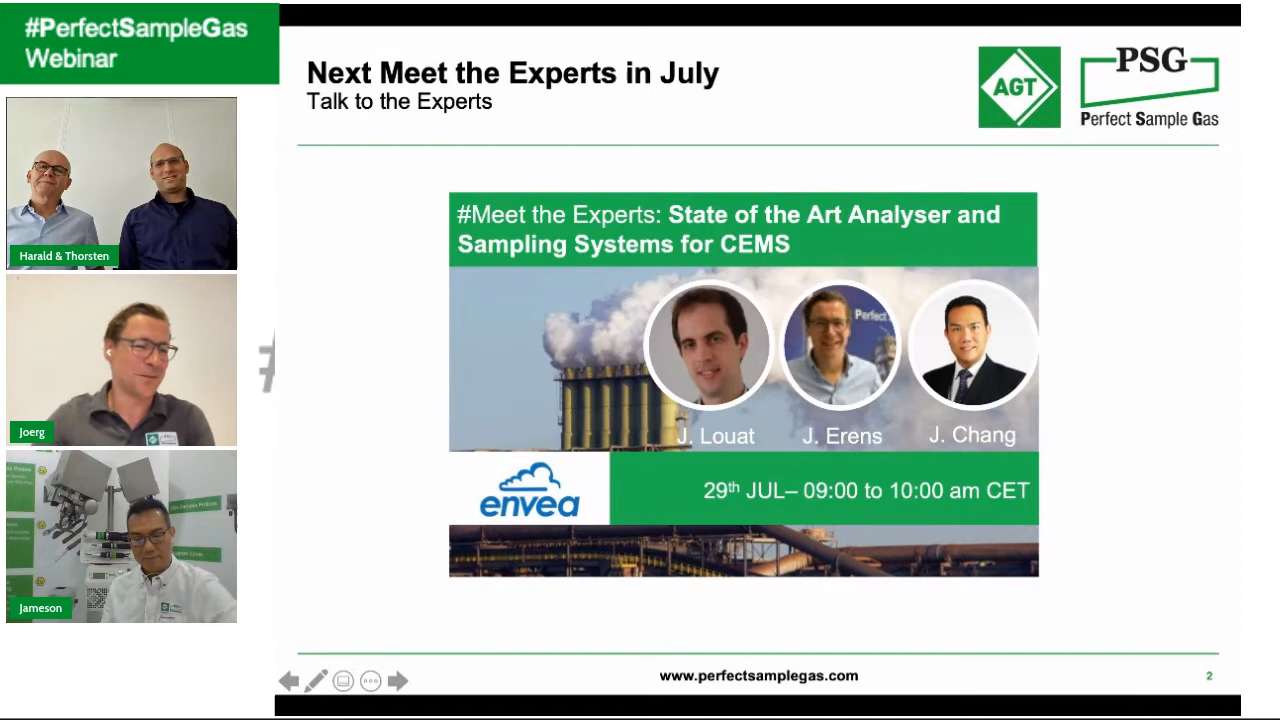 #PerfectSampleGas
Webinar
Harald & Thorsten
Joerg
Jameson
#
Next Meet the Experts in July
Talk to the Experts
AGT
PSG
Perfect Sample Gas
#Meet the Experts: State of the Art Analyser and
Sampling Systems for CEMS
Perfect
J. Louat
J. Erens
J. Chang
envea
29th JUL– 09:00 to 10:00 am CET
www.perfectsamplegas.com
2